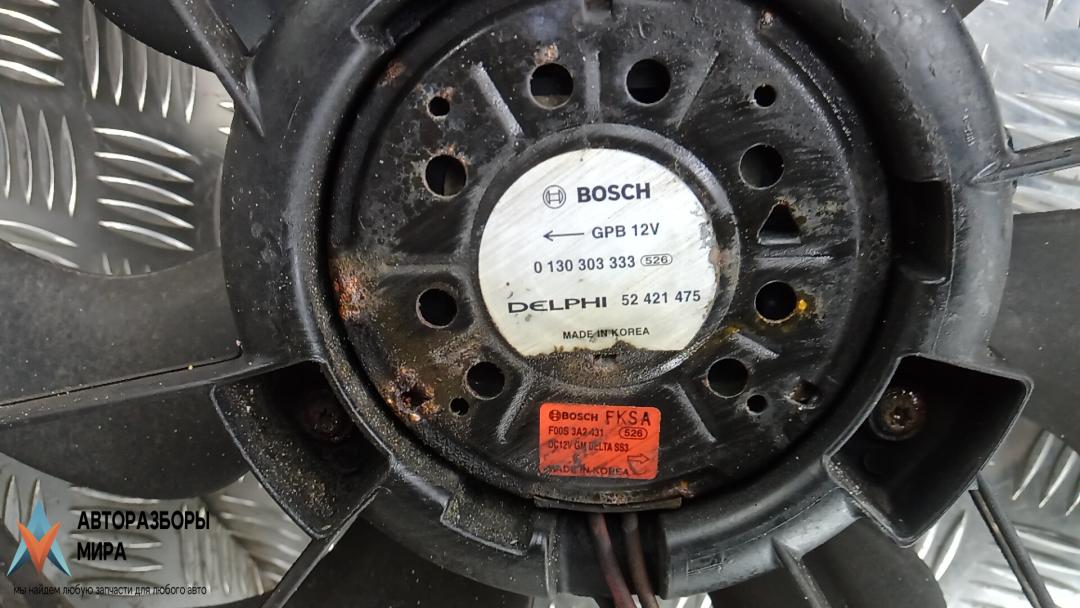 BOSCH
← GPB 12V
0 130 303 333 526
DELPHI 52 421 475
MADE IN KOREA
BOSCH FKSA
F00S 3A2 431 526
DC12V GM DELTA SS3
MADE IN KOREA
АВТОРАЗБОРЫ
МИРА
мы найдем любую запчасти для любого авто